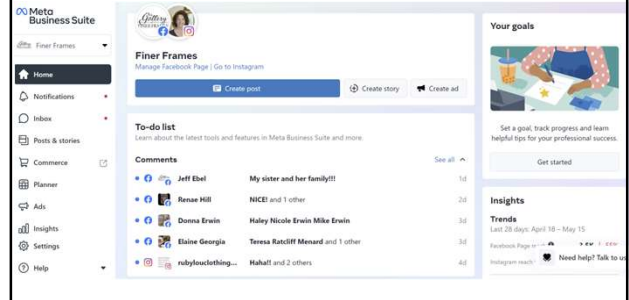 Meta
Business Suite
Finer Frames
Home
Notifications
Inbox
Posts & stories
Commerce
Planner
Ads
Insights
Settings
Help
Gallery
Finer Frames
Manage Facebook Page | Go to Instagram
Create post
Create story
Create ad
To-do list
Learn about the latest tools and features in Meta Business Suite and more.
Comments
See all
Jeff Ebel My sister and her family!!! 1d
Renae Hill NICE! and 1 other 2d
Donna Erwin Haley Nicole Erwin Mike Erwin 3d
Elaine Georgia Teresa Ratcliff Menard and 1 other 3d
rubylouclothing... Haha!! and 2 others 4d
Your goals
Set a goal, track progress and learn
helpful tips for your professional success.
Get started
Insights
Trends
Last 28 days: April 18 – May 15
Facebook Page
Instagram reach
Need help? Talk to us